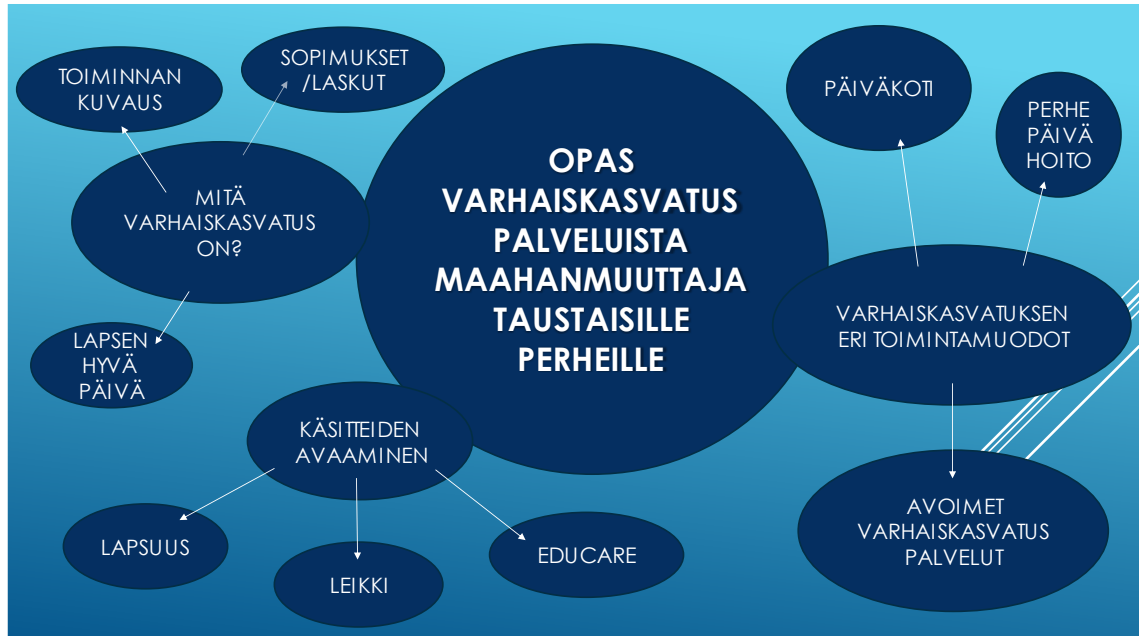 TOIMINNAN
KUVAUS
SOPIMUKSET
/LASKUT
MITÄ
VARHAISKASVATUS
ON?
LAPSEN
HYVÄ
PÄIVÄ
OPAS
VARHAISKASVATUS
PALVELUISTA
MAAHANMUUTTAJA
TAUSTAISILLE
PERHEILLE
PÄIVÄKOTI
PERHE
PÄIVÄ
HOITO
VARHAISKASVATUKSEN
ERI TOIMINTAMUODOT
AVOIMET
VARHAISKASVATUS
PALVELUT
KÄSITTEIDEN
AVAAMINEN
LAPSUUS
LEIKKI
EDUCARE